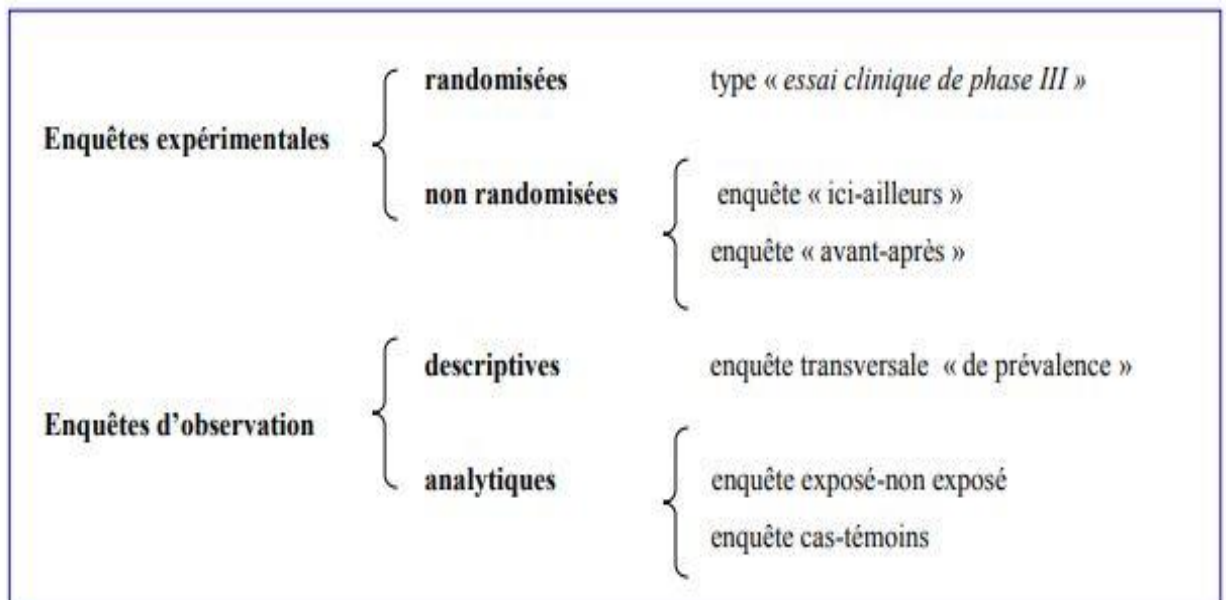 randomisées type « essai clinique de phase III »
Enquêtes expérimentales
non randomisées enquête « ici-ailleurs »
enquête « avant-après »
descriptives enquête transversale « de prévalence »
Enquêtes d’observation
analytiques enquête exposé-non exposé
enquête cas-témoins